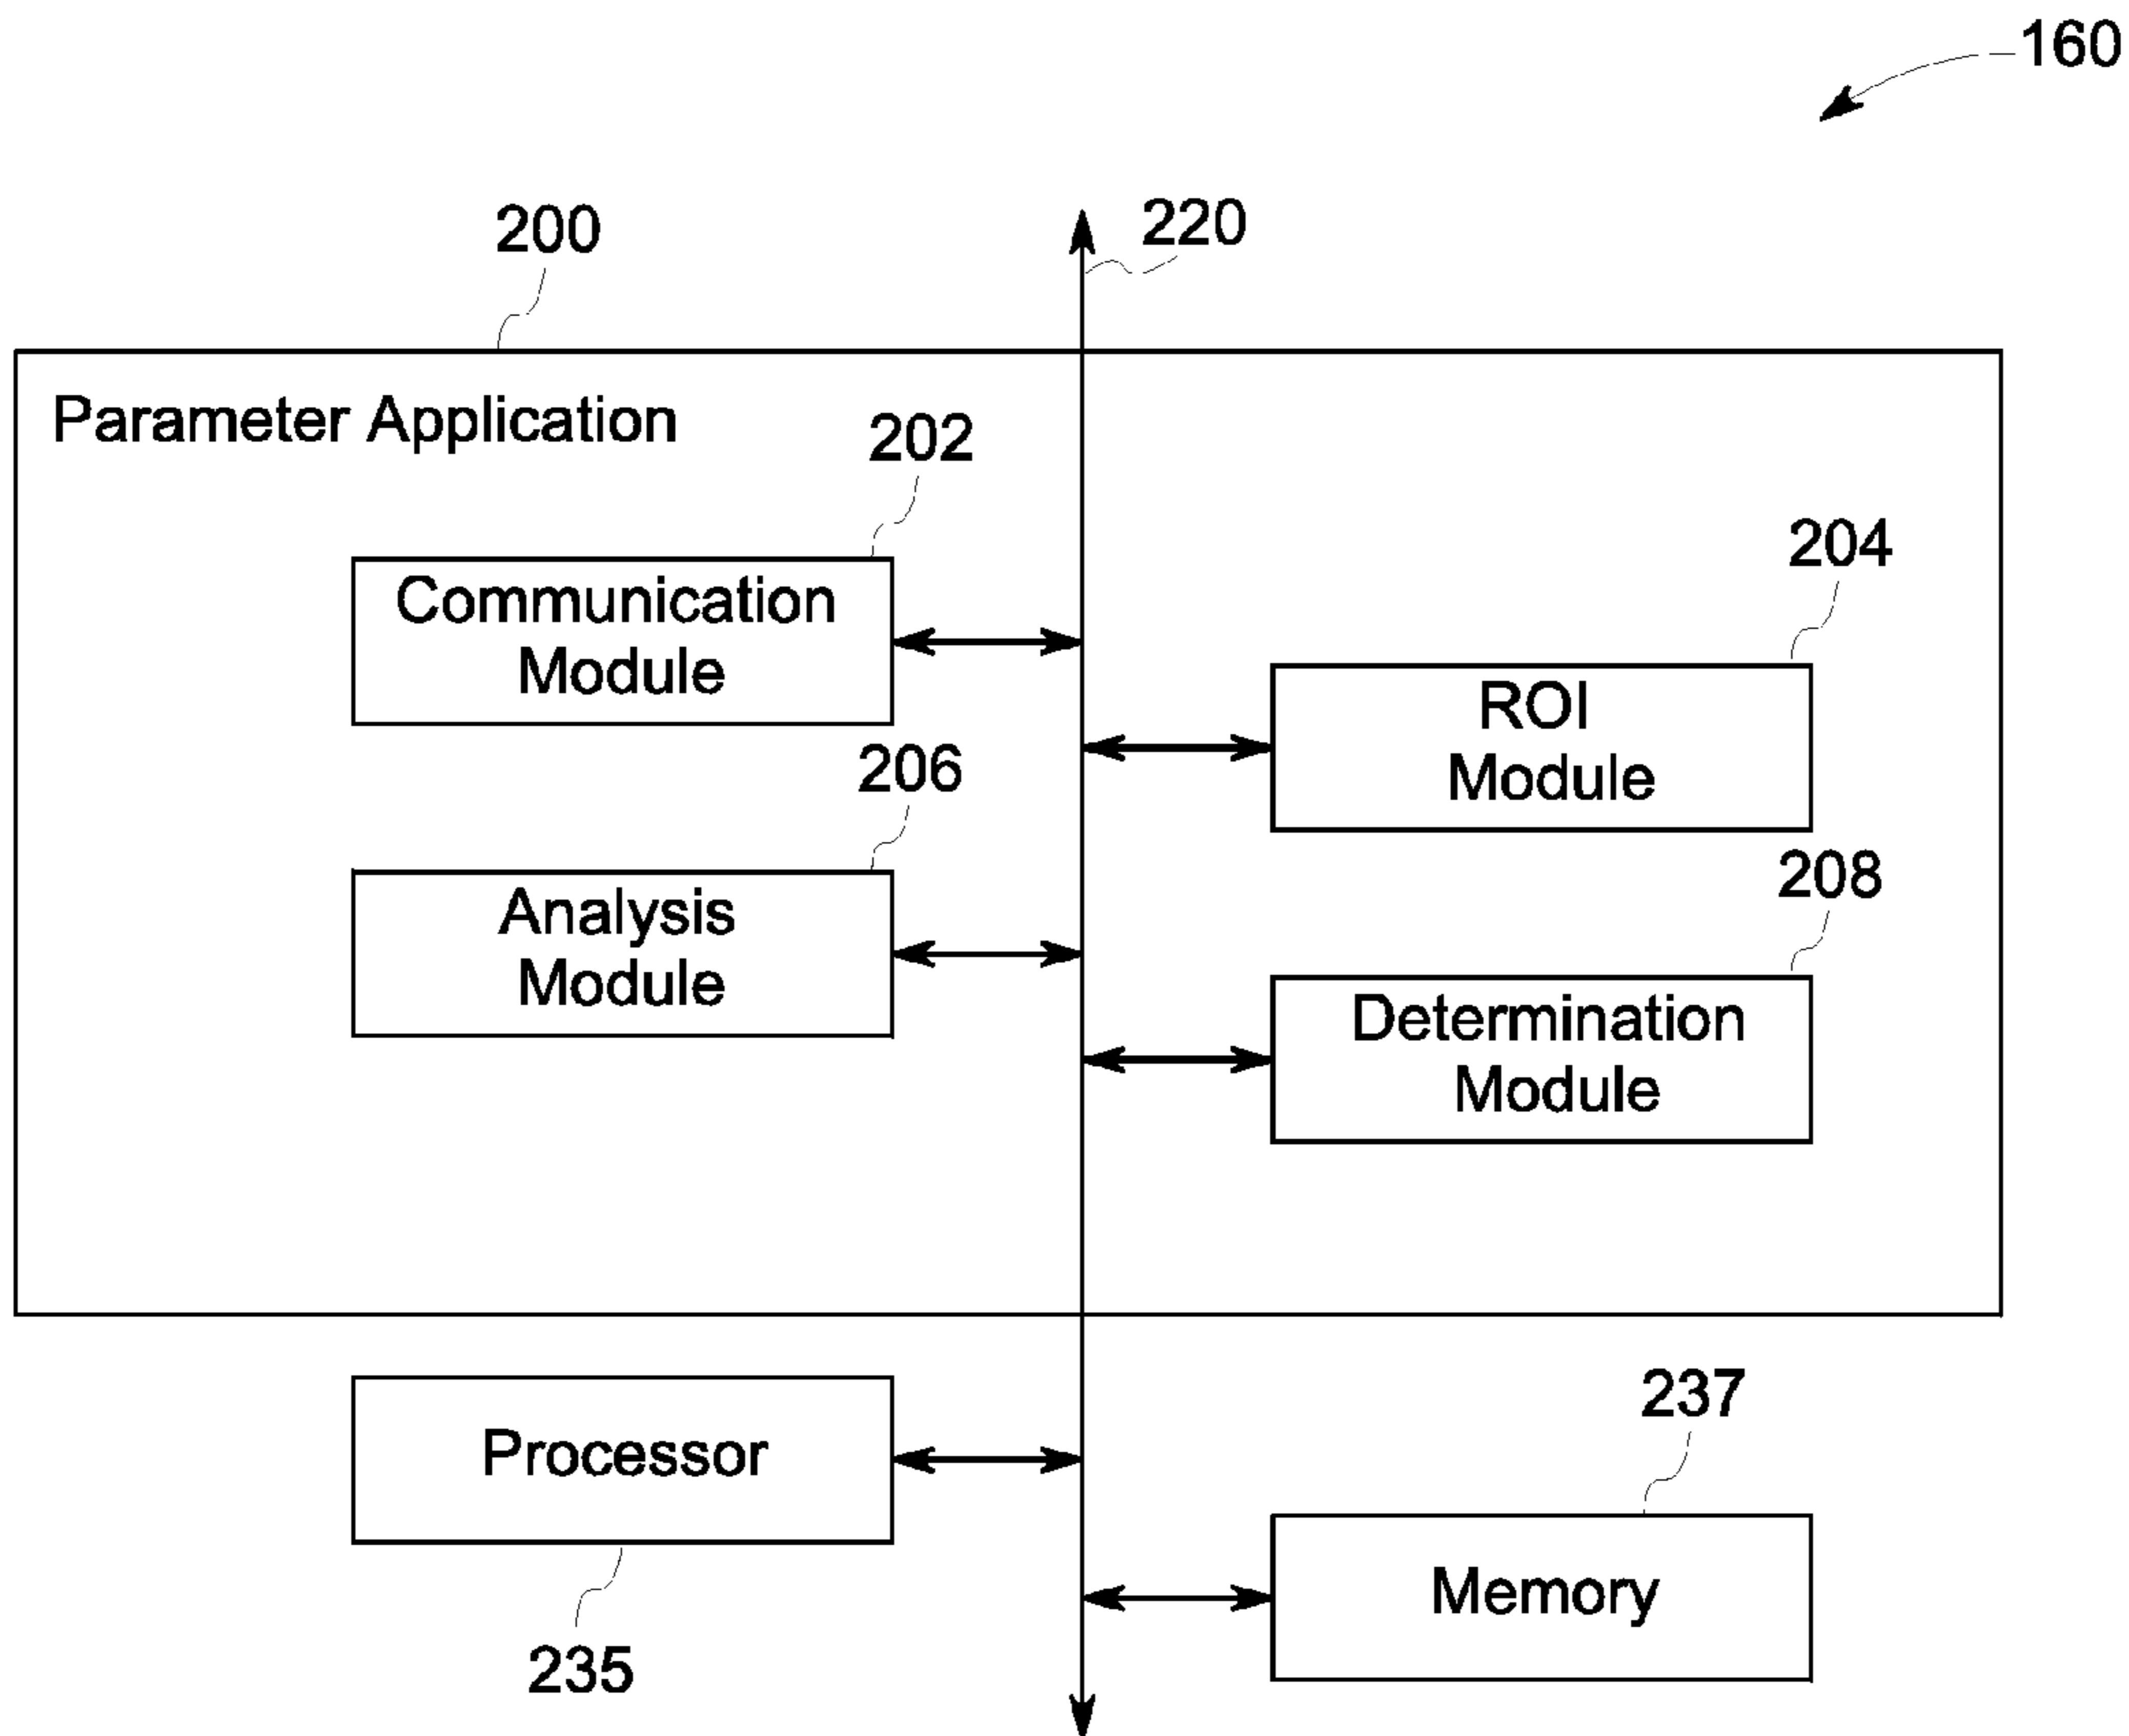 160
200
220
Parameter Application
202
Communication
Module
204
ROI
Module
206
Analysis
Module
208
Determination
Module
Processor
235
237
Memory